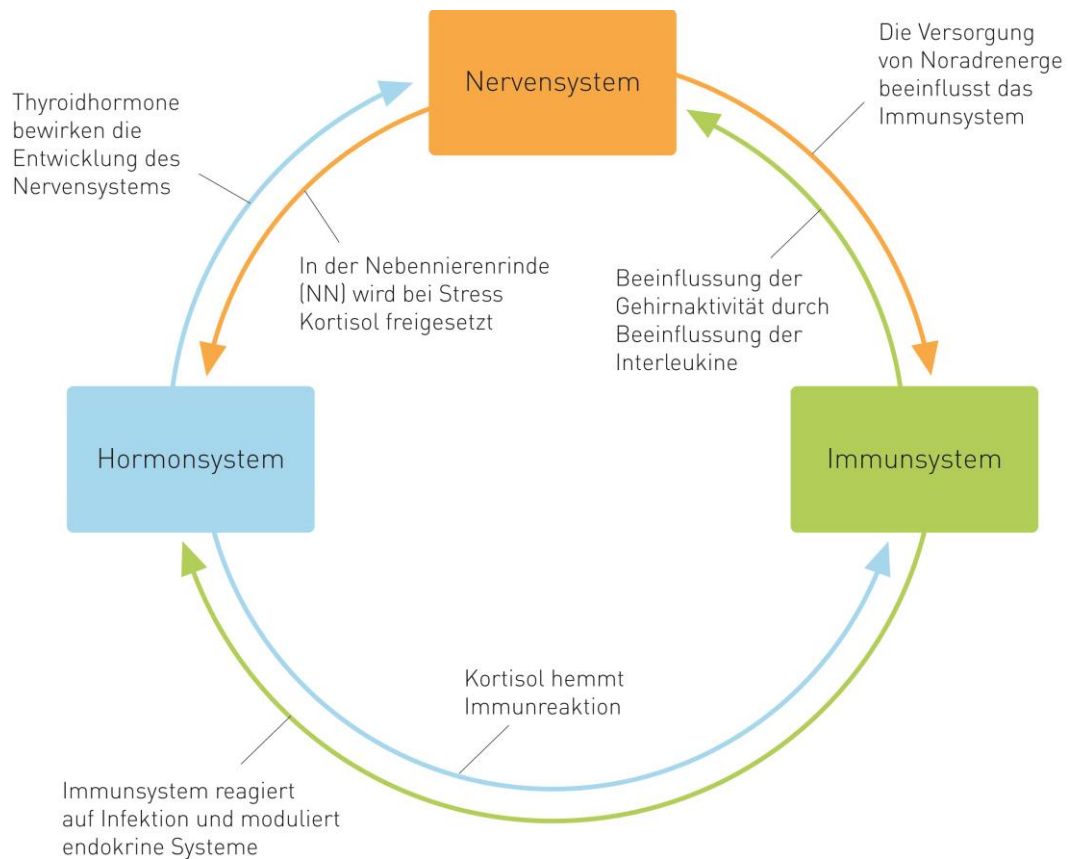 Nervensystem
Die Versorgung
von Noradrenerge
beeinflusst das
Immunsystem
Thyroidhormone
bewirken die
Entwicklung des
Nervensystems
In der Nebennierenrinde
(NN) wird bei Stress
Kortisol freigesetzt
Beeinflussung der
Gehirnaktivität durch
Beeinflussung der
Interleukine
Hormonsystem
Immunsystem
Kortisol hemmt
Immunreaktion
Immunsystem reagiert
auf Infektion und moduliert
endokrine Systeme